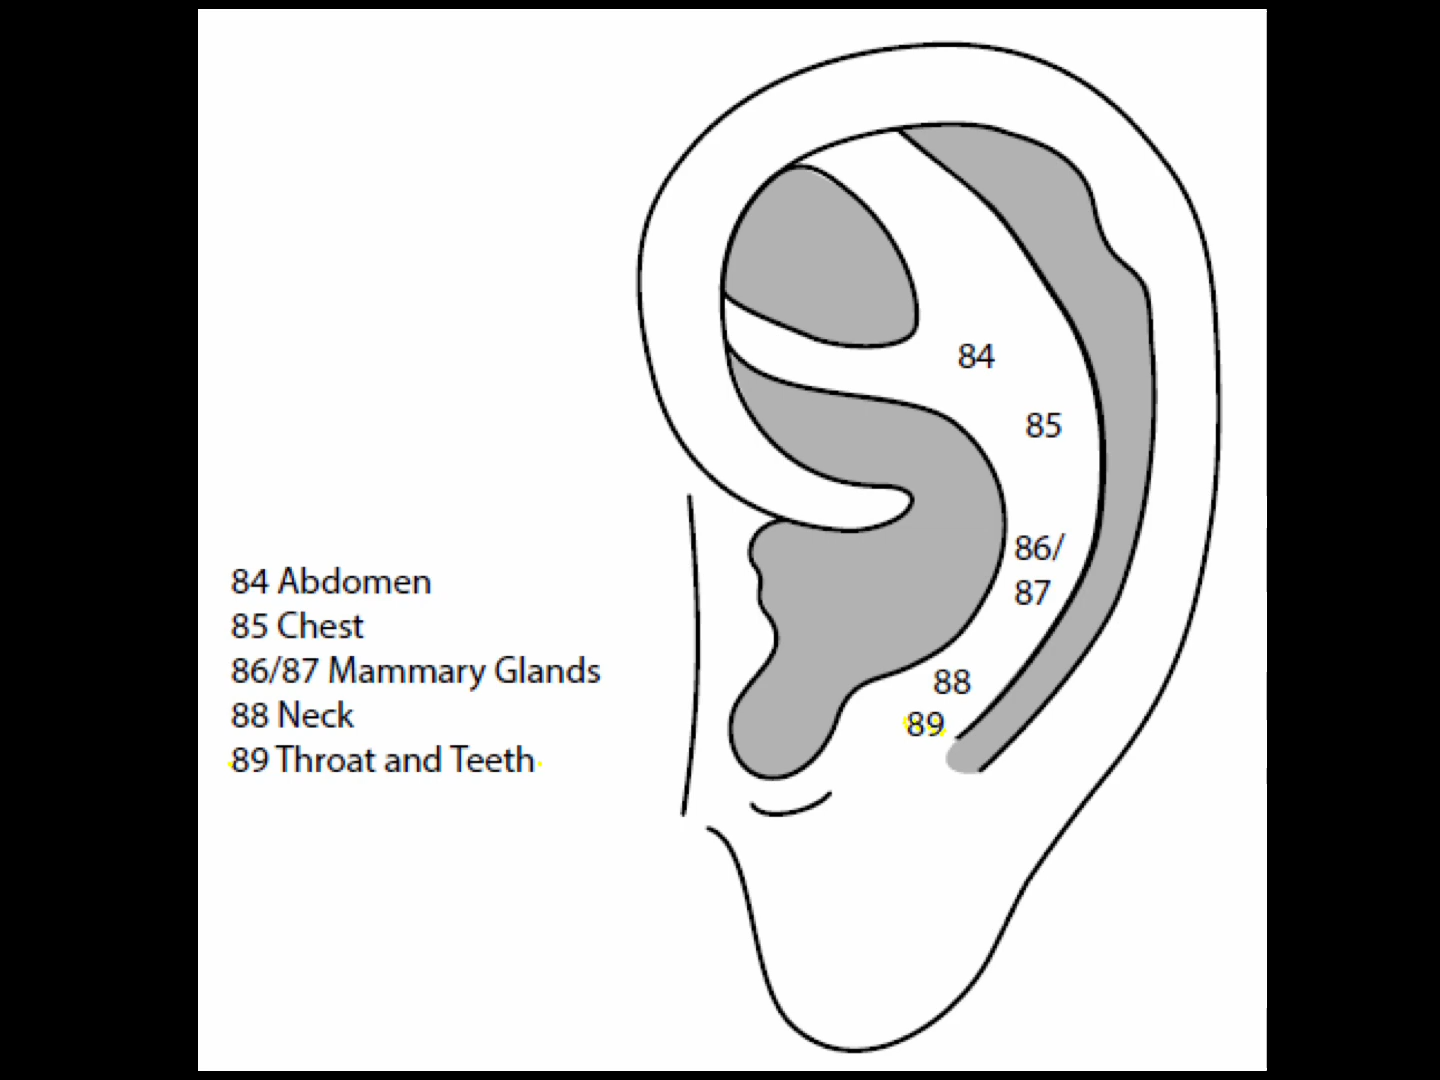 84
85
86/
87
88
89
84 Abdomen
85 Chest
86/87 Mammary Glands
88 Neck
89 Throat and Teeth